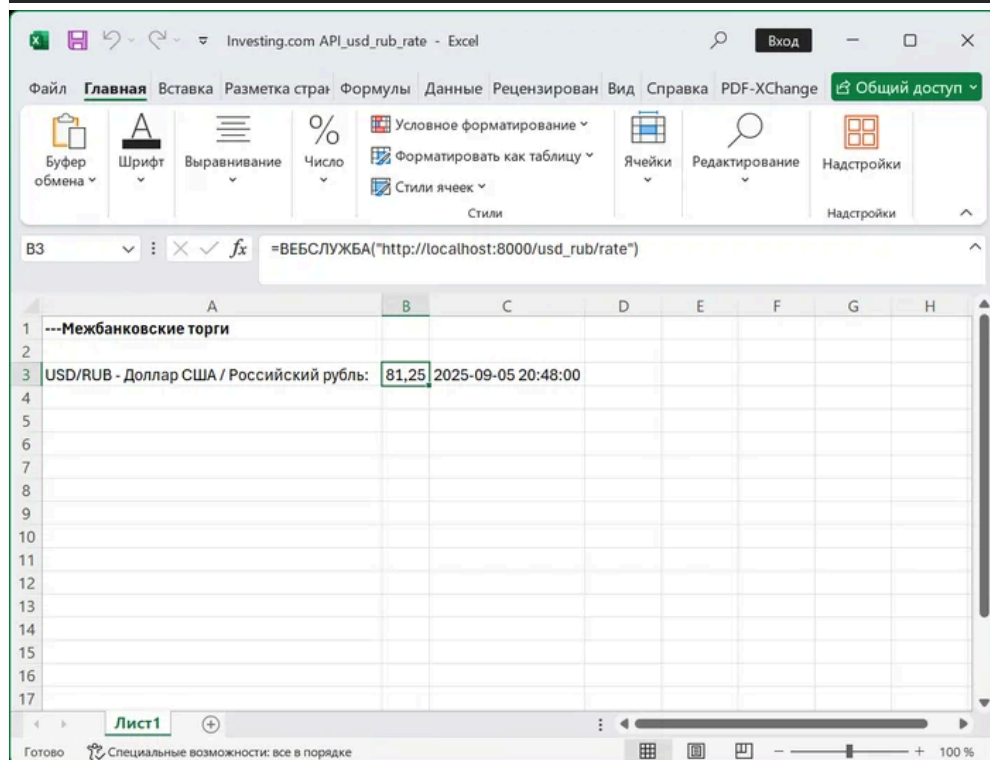 Investing.com API_usd_rub_rate - Excel
Вход
Файл Главная Вставка Разметка стран Формулы Данные Рецензирован Вид Справка PDF-XChange Общий доступ
Буфер обмена
Шрифт
Выравнивание
Число
Условное форматирование
Форматировать как таблицу
Стили ячеек
Стили
Ячейки
Редактирование
Надстройки
Надстройки
B3 fx =ВЕБСЛУЖБА("http://localhost:8000/usd_rub/rate")
A B C D E F G H
1 ---Межбанковские торги
2
3 USD/RUB - Доллар США / Российский рубль: 81,25 2025-09-05 20:48:00
4
5
6
7
8
9
10
11
12
13
14
15
16
17
Лист1
Готово Специальные возможности: все в порядке 100 %